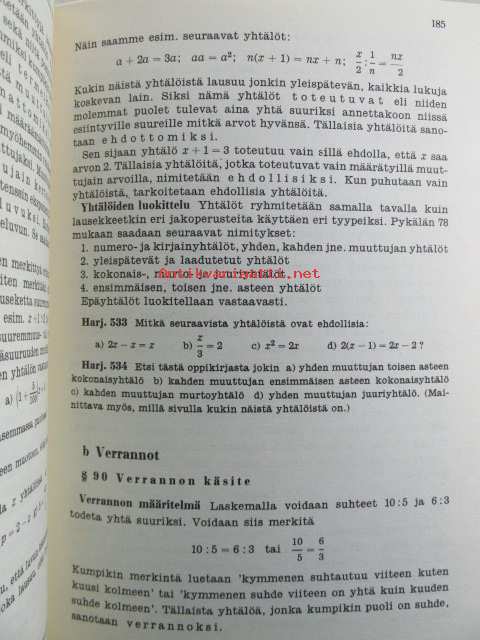 185
Näin saamme esim. seuraavat yhtälöt:
a + 2a = 3a; aa = a²; n(x + 1) = nx + n; x/2 : 1/n = nx/2
Kukin näistä yhtälöistä lausuu jonkin yleispätevän, kaikkia lukuja
koskevan lain. Siksi nämä yhtälöt toteutuvat eli niiden
molemmat puolet tulevat aina yhtä suuriksi annettakoon niissä
esiintyville suureille mitkä arvot hyvänsä. Tällaisia yhtälöitä sano-
taan ehdottomiksi.
Sen sijaan yhtälö x + 1 = 3 toteutuu vain sillä ehdolla, että x saa
arvon 2. Tällaisia yhtälöitä, jotka toteutuvat vain määrätyillä muut-
tujain arvoilla, nimitetään ehdollisiksi. Kun puhutaan vain
yhtälöistä, tarkoitetaan ehdollisia yhtälöitä.
Yhtälöiden luokittelu Yhtälöt ryhmitetään samalla tavalla kuin
lausekkeetkin eri jakoperusteita käyttäen eri tyypeiksi. Pykälän 78
mukaan saadaan seuraavat nimitykset:
1. numero- ja kirjainyhtälöt, yhden, kahden jne. muuttujan yhtälöt
2. yleispätevät ja laadutetut yhtälöt
3. kokonais-, murto- ja juuriyhtälöt
4. ensimmäisen, toisen jne. asteen yhtälöt
Epäyhtälöt luokitellaan vastaavasti.
Harj. 533 Mitkä seuraavista yhtälöistä ovat ehdollisia:
a) 2x − x = x b) x/3 = 2 c) x² = 2x d) 2(x − 1) = 2x − 2 ?
Harj. 534 Etsi tästä oppikirjasta jokin a) yhden muuttujan toisen asteen
kokonaisyhtälö b) kahden muuttujan ensimmäisen asteen kokonaisyhtälö
c) kahden muuttujan murtoyhtälö d) yhden muuttujan juuriyhtälö. (Mai-
nittava myös, millä sivulla kukin näistä yhtälöistä on.)
b Verrannot
§ 90 Verrannon käsite
Verrannon määritelmä Laskemalla voidaan suhteet 10:5 ja 6:3
todeta yhtä suuriksi. Voidaan siis merkitä
10 : 5 = 6 : 3 tai 10/5 = 6/3
Kumpikin merkintä luetaan 'kymmenen suhtautuu viiteen kuten
kuusi kolmeen' tai 'kymmenen suhde viiteen on yhtä kuin kuuden
suhde kolmeen'. Tällaista yhtälöä, jonka kumpikin puoli on suhde,
sanotaan verrannoksi.